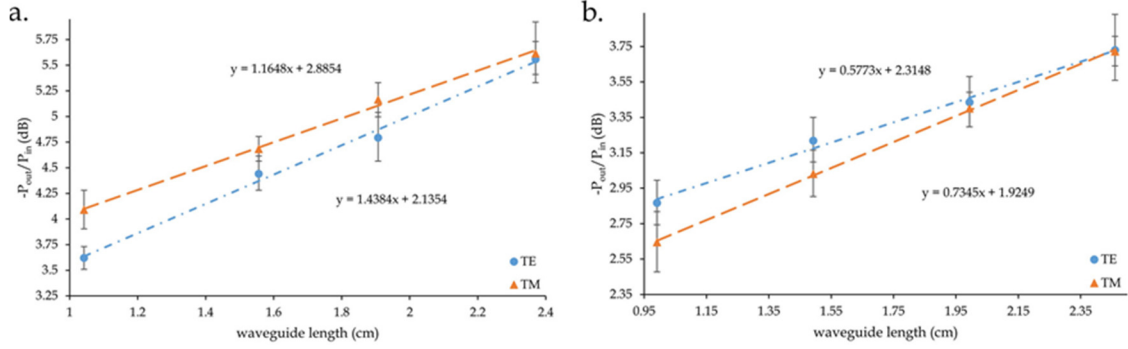 a.
-Pout/Pin (dB)
5.75
5.5
5.25
5
4.75
4.5
4.25
4
3.75
3.5
3.25
y = 1.1648x + 2.8854
y = 1.4384x + 2.1354
TE
TM
1 1.2 1.4 1.6 1.8 2 2.2 2.4
waveguide length (cm)
b.
-Pout/Pin (dB)
3.75
3.55
3.35
3.15
2.95
2.75
2.55
2.35
y = 0.5773x + 2.3148
y = 0.7345x + 1.9249
TE
TM
0.95 1.15 1.35 1.55 1.75 1.95 2.15 2.35
waveguide length (cm)